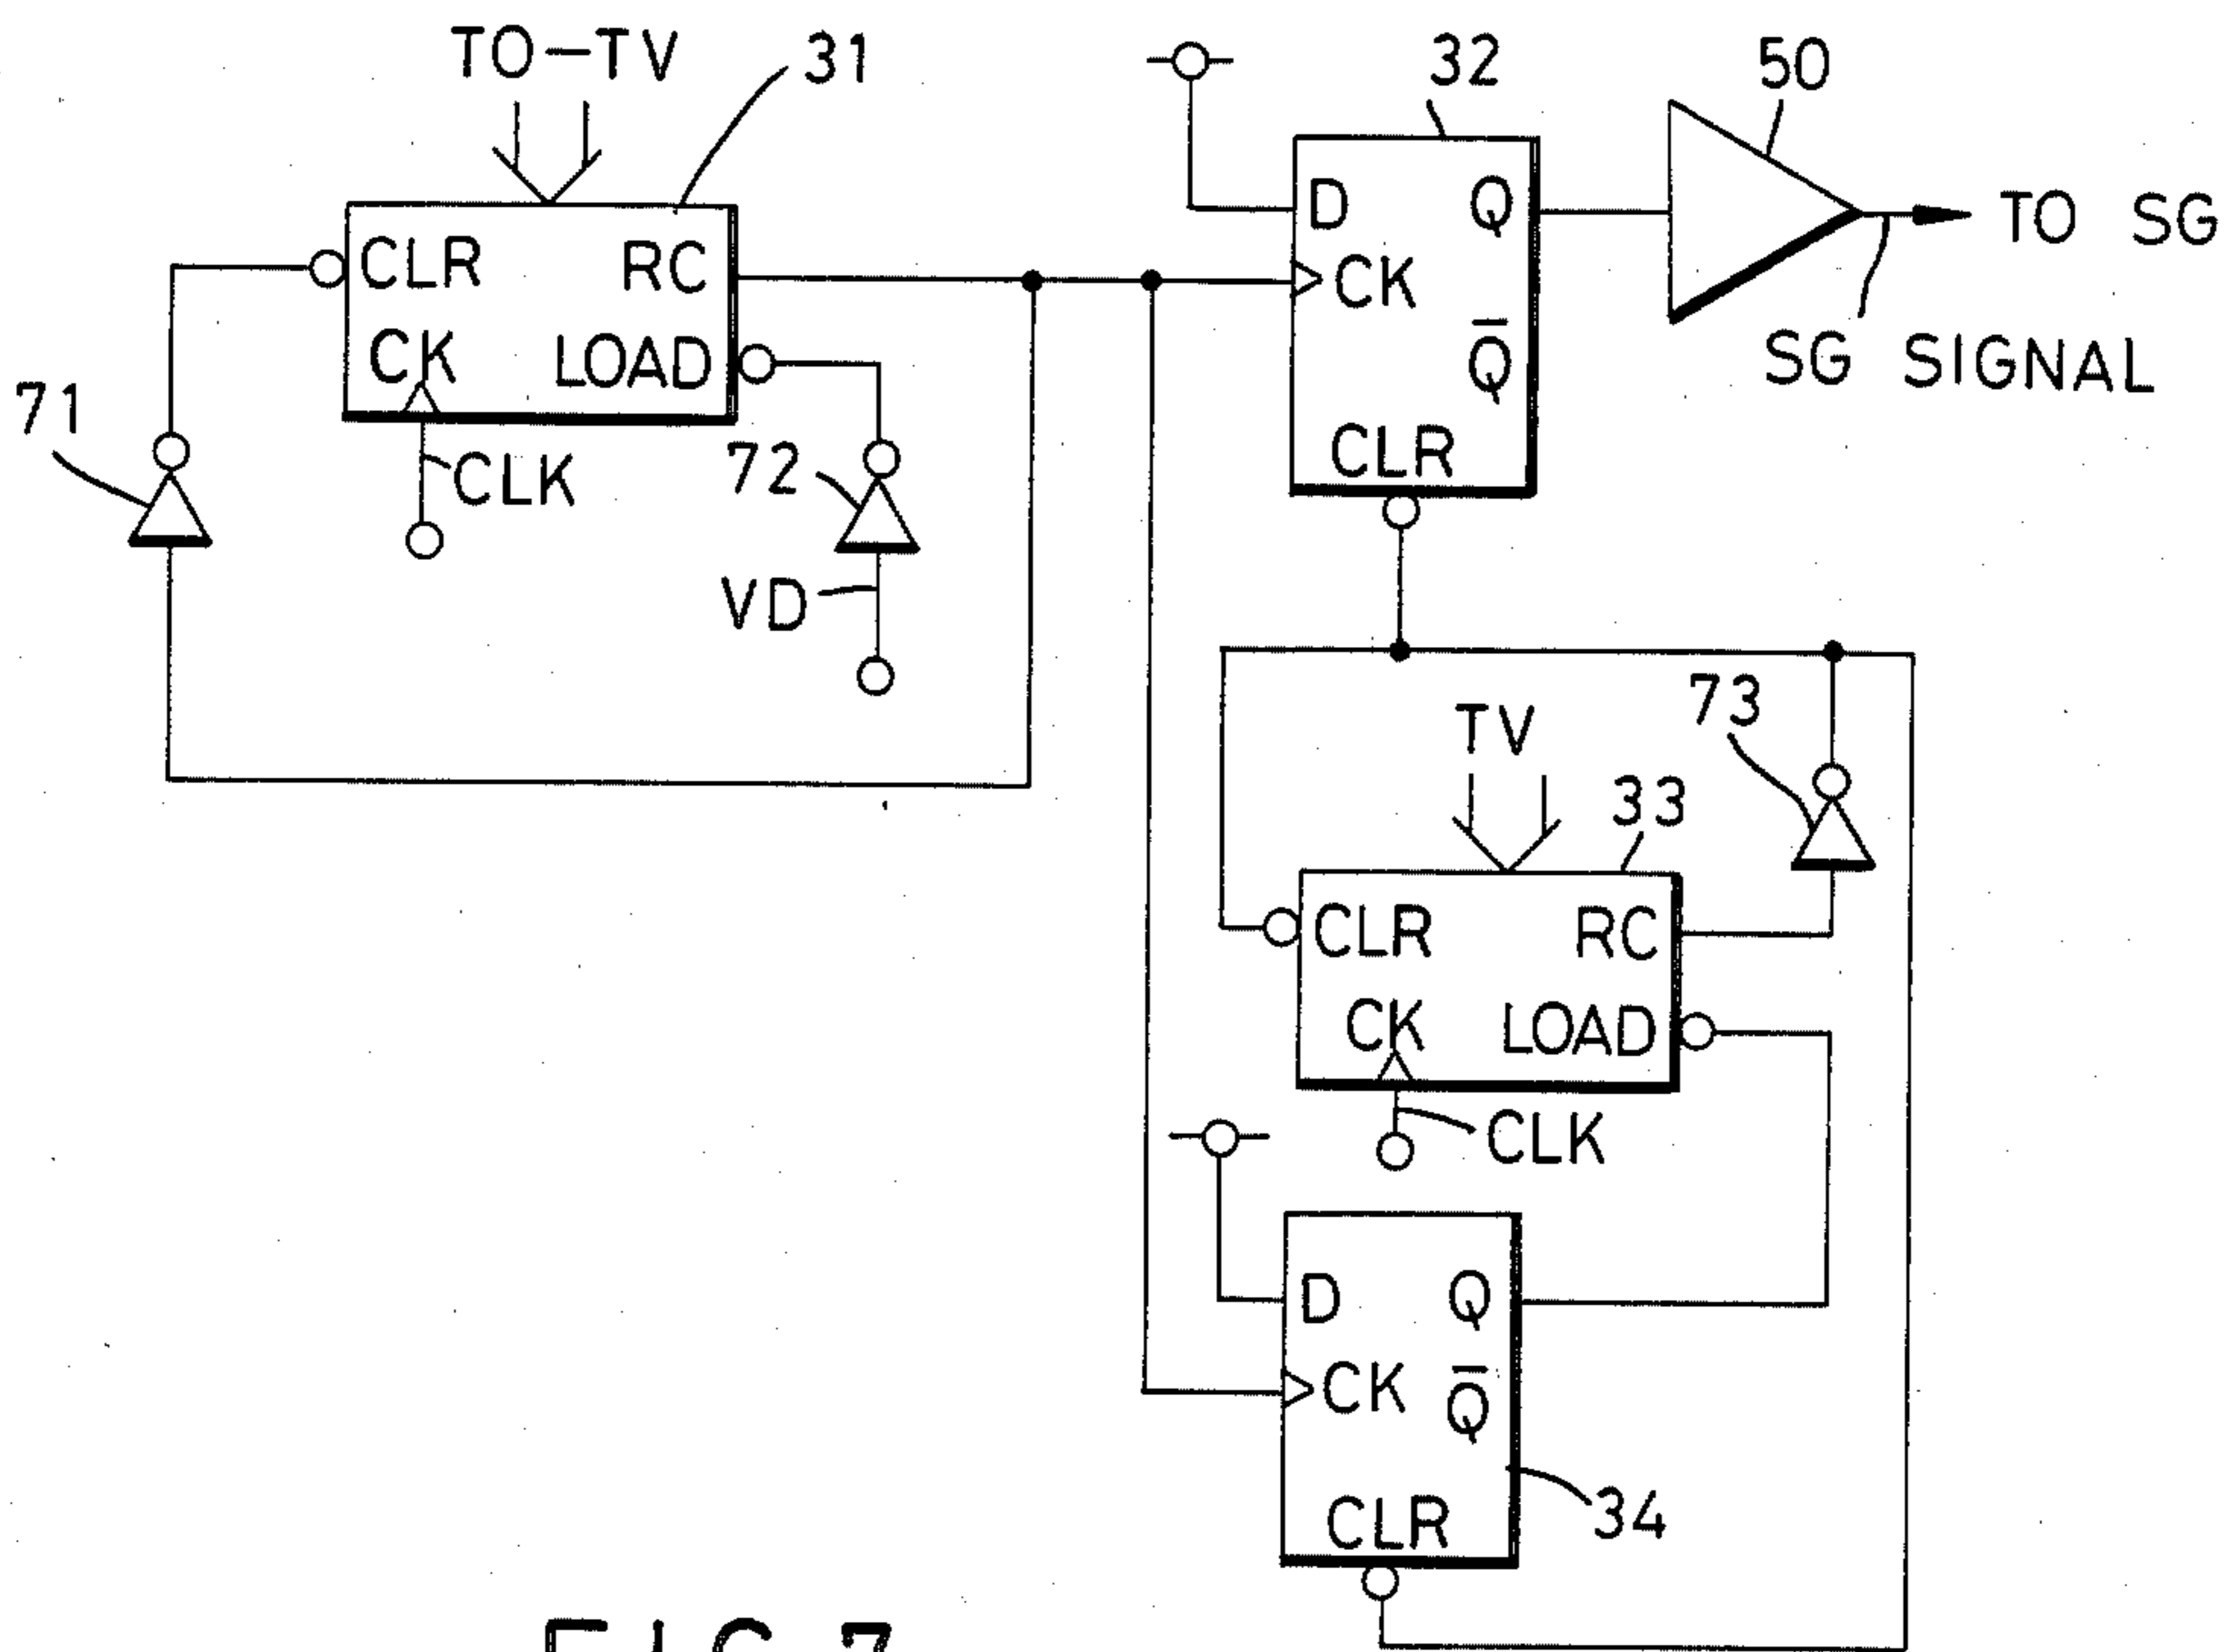 TO-TV
31
CLR
RC
CK
LOAD
CLK
71
72
VD
32
D
Q
CK
Q̅
CLR
50
TO SG
SG SIGNAL
TV
73
33
CLR
RC
CK
LOAD
CLK
D
Q
CK
Q̅
CLR
34